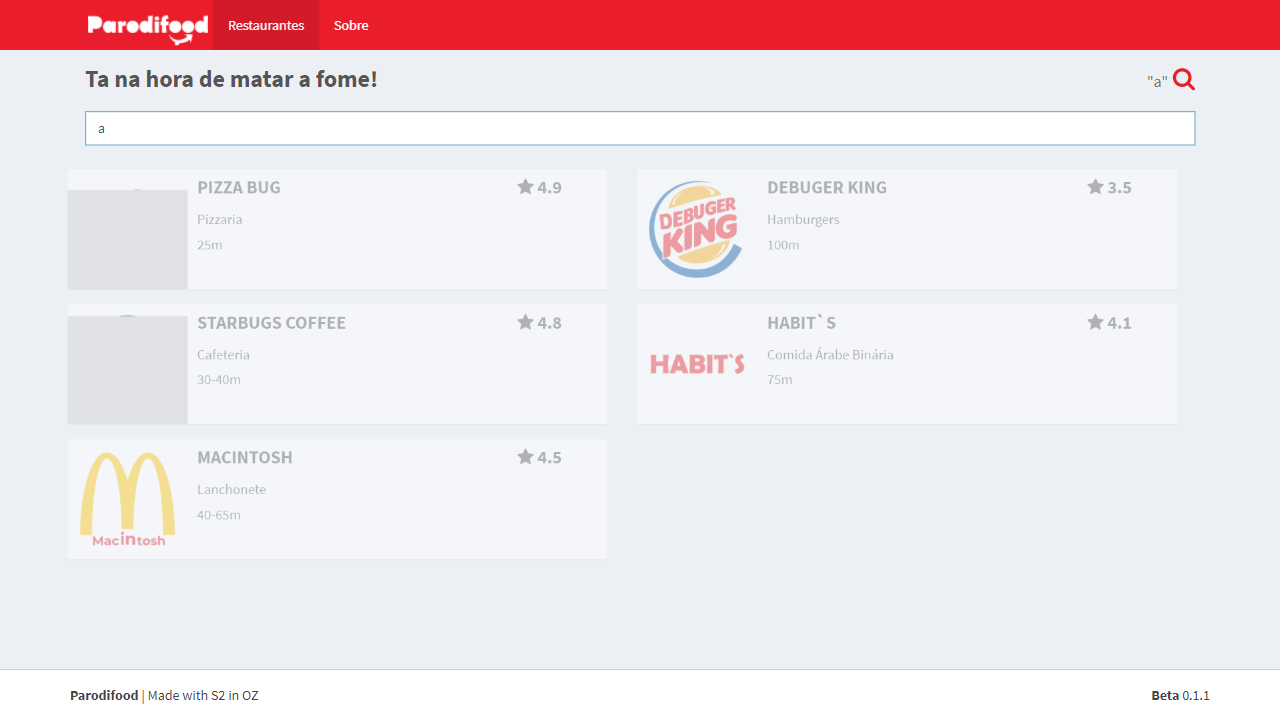 Parodifood Restaurantes Sobre
Ta na hora de matar a fome!
"a"
a
PIZZA BUG 4.9
Pizzaria
25m
DEBUGER KING
DEBUGER KING 3.5
Hamburgers
100m
STARBUGS COFFEE 4.8
Cafeteria
30-40m
HABIT`S
HABIT`S 4.1
Comida Árabe Binária
75m
Macintosh
MACINTOSH 4.5
Lanchonete
40-65m
Parodifood | Made with S2 in OZ
Beta 0.1.1